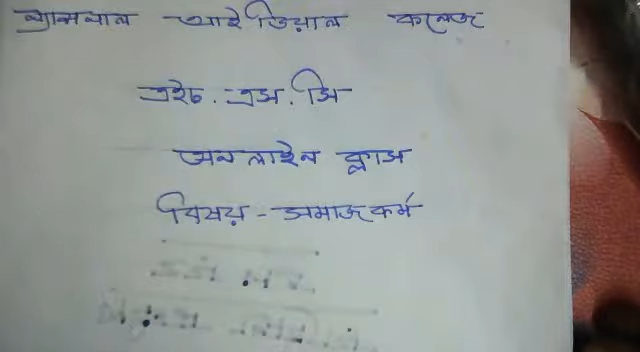 ন্যাশনাল আইডিয়াল কলেজ
এইচ. এস. সি
অনলাইন ক্লাস
বিষয় - সমাজকর্ম